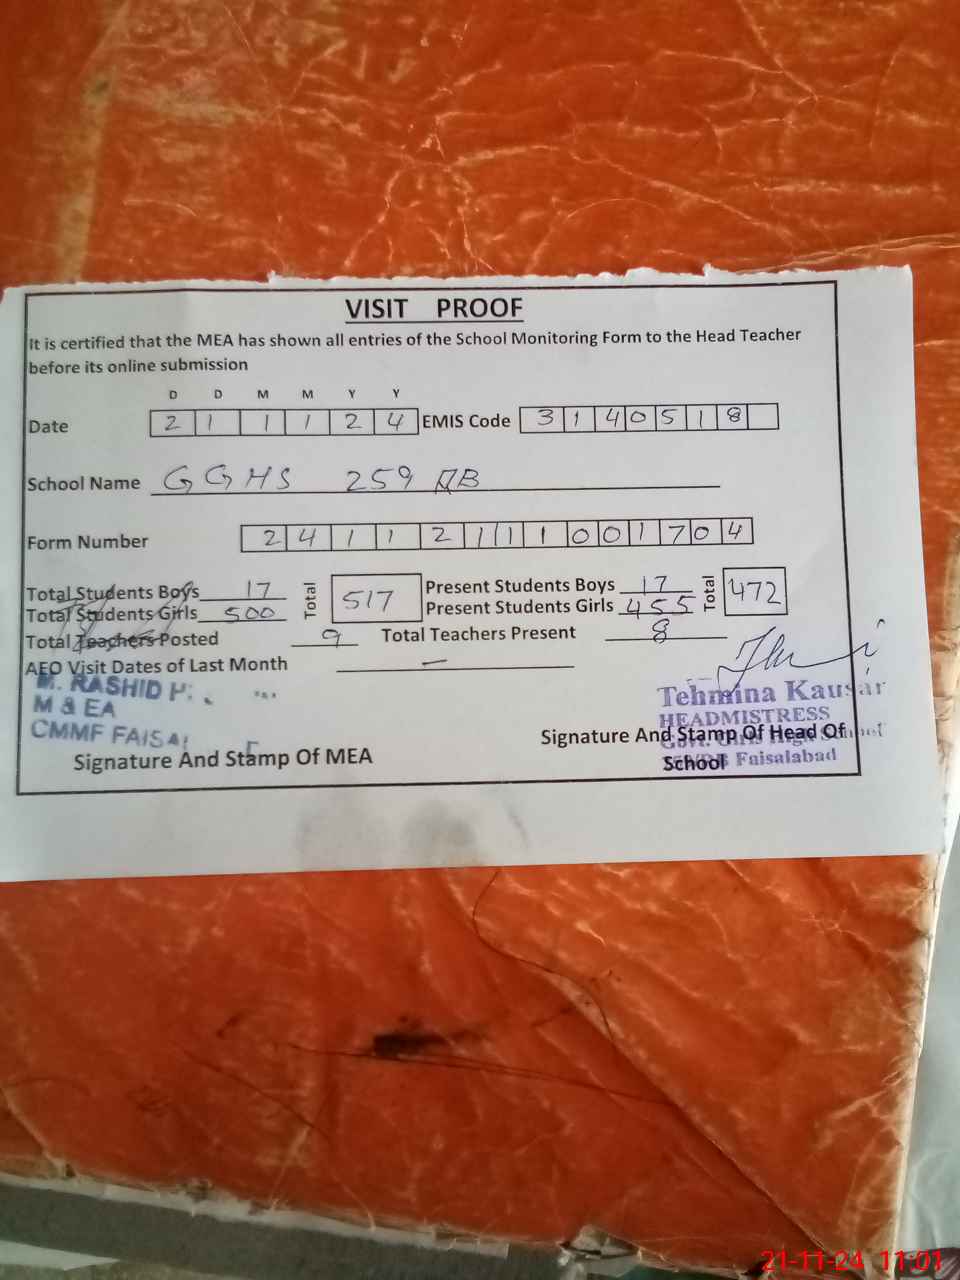 VISIT PROOF
It is certified that the MEA has shown all entries of the School Monitoring Form to the Head Teacher
before its online submission
D D M M Y Y
Date 2 1 1 1 2 4 EMIS Code 3 1 4 0 5 1 8
School Name GGHS 259 RB
Form Number 2 4 1 1 2 1 1 1 0 0 1 7 0 4
Total Students Boys 17 Total 517 Present Students Boys 17 Total 472
Total Students Girls 500 Present Students Girls 455
Total Teachers Posted 9 Total Teachers Present 8
AEO Visit Dates of Last Month —
M. RASHID
M & EA
CMMF FAISAL
Signature And Stamp Of MEA
Tehmina Kausar
HEADMISTRESS
Govt. Girls High School
Faisalabad
Signature And Stamp Of Head Of
School
21-11-24 11:01